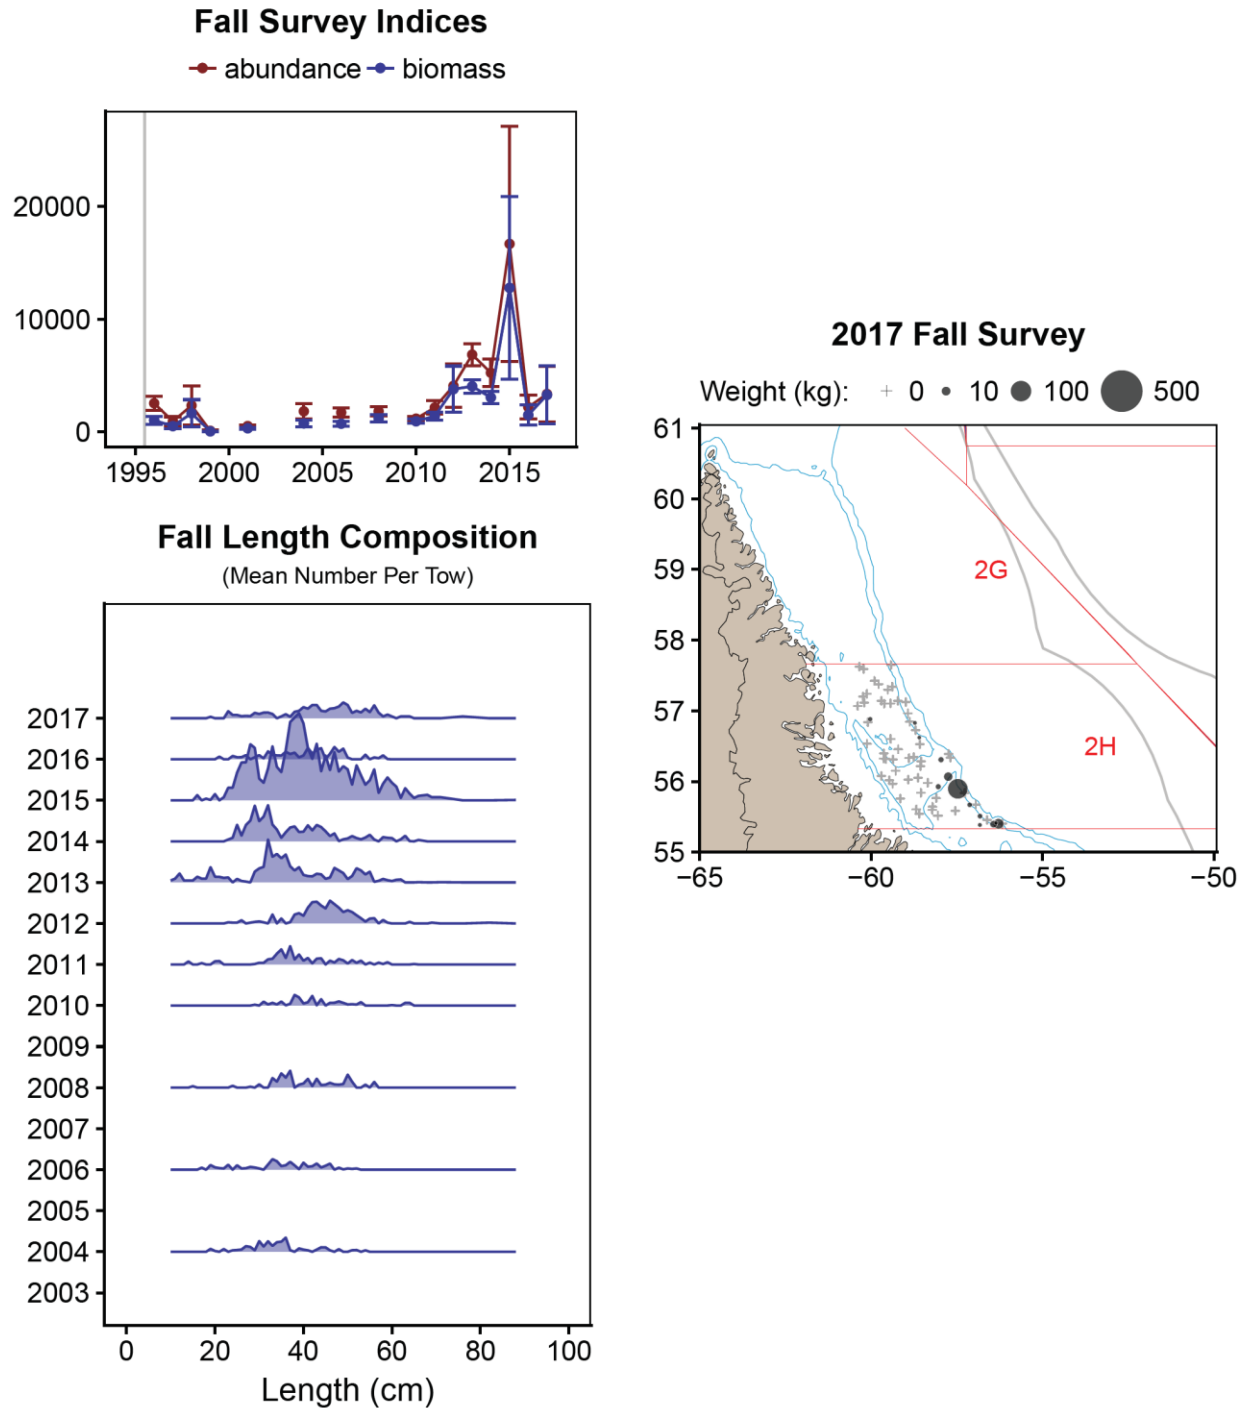 Fall Survey Indices
abundance biomass
20000
10000
0
1995 2000 2005 2010 2015
Fall Length Composition
(Mean Number Per Tow)
2017
2016
2015
2014
2013
2012
2011
2010
2009
2008
2007
2006
2005
2004
2003
0 20 40 60 80 100
Length (cm)
2017 Fall Survey
Weight (kg): 0 10 100 500
61
60
59
58
57
56
55
2G
2H
−65 −60 −55 −50